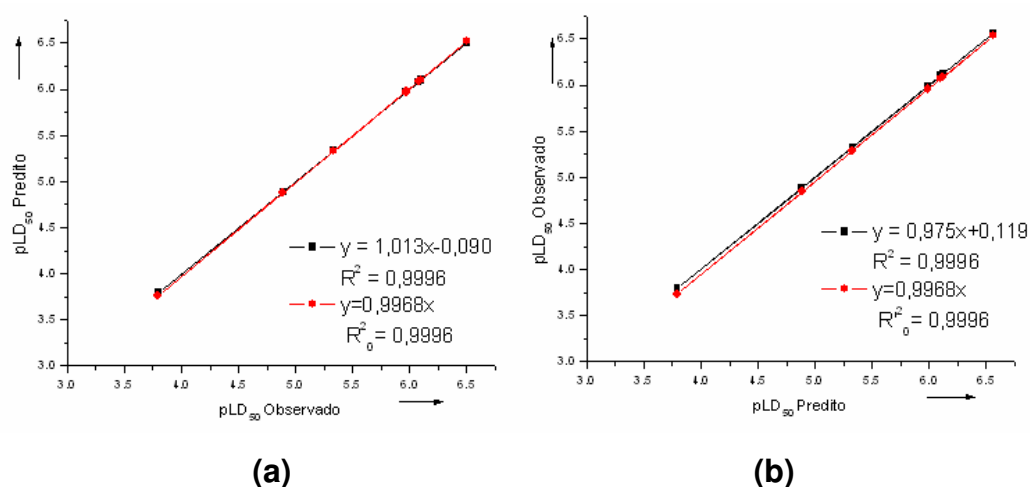 6.5
6.0
5.5
5.0
4.5
4.0
3.5
3.0
pLD50 Predito
3.0 3.5 4.0 4.5 5.0 5.5 6.0 6.5
pLD50 Observado
y = 1,013x-0,090
R² = 0,9996
y=0,9968x
R²0 = 0,9996
(a)
6.5
6.0
5.5
5.0
4.5
4.0
3.5
3.0
pLD50 Observado
3.0 3.5 4.0 4.5 5.0 5.5 6.0 6.5
pLD50 Predito
y = 0,975x+0,119
R² = 0,9996
y=0,9968x
R²0 = 0,9996
(b)